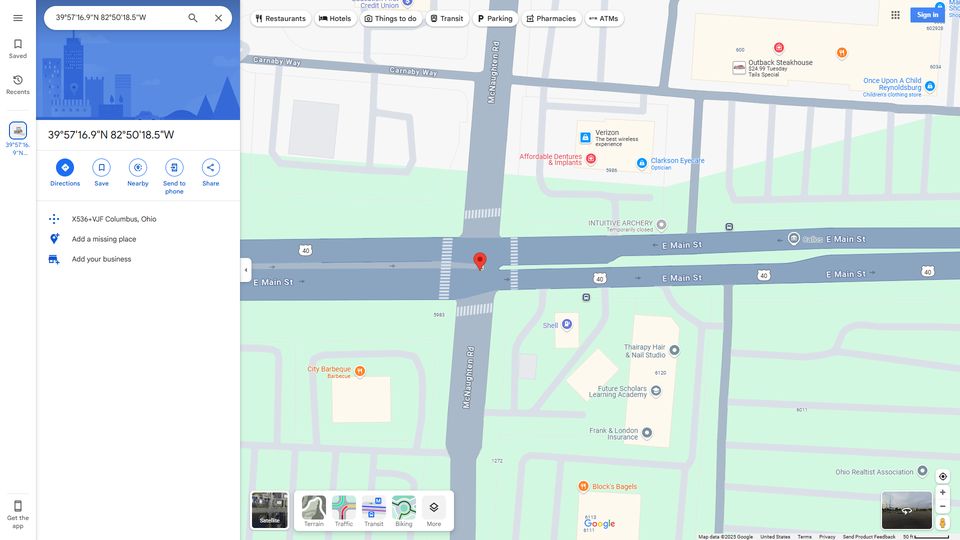 39°57'16.9"N 82°50'18.5"W
Saved
Recents
39°57'16.
9"N...
39°57'16.9"N 82°50'18.5"W
Directions
Save
Nearby
Send to
phone
Share
X536+VJF Columbus, Ohio
Add a missing place
Add your business
Get the
app
Restaurants
Hotels
Things to do
Transit
Parking
Pharmacies
ATMs
Sign in
Credit Union
Carnaby Way
Carnaby Way
McNaughten Rd
600
602928
Outback Steakhouse
$24.99 Tuesday
Tails Special
Once Upon A Child
Reynoldsburg
Children's clothing store
6034
Verizon
The best wireless
experience
Affordable Dentures
& Implants
5986
Clarkson Eyecare
Optician
INTUITIVE ARCHERY
Temporarily closed
40
E Main St
E Main St
E Main St
40
E Main St
40
E Main St
40
5983
Shell
City Barbeque
Barbecue
McNaughten Rd
Thairapy Hair
& Nail Studio
6120
Future Scholars
Learning Academy
Frank & London
Insurance
6011
1272
Ohio Realtist Association
Block's Bagels
6113
6111
Google
Satellite
Terrain
Traffic
Transit
Biking
More
Map data ©2025 Google
United States
Terms
Privacy
Send Product Feedback
50 ft